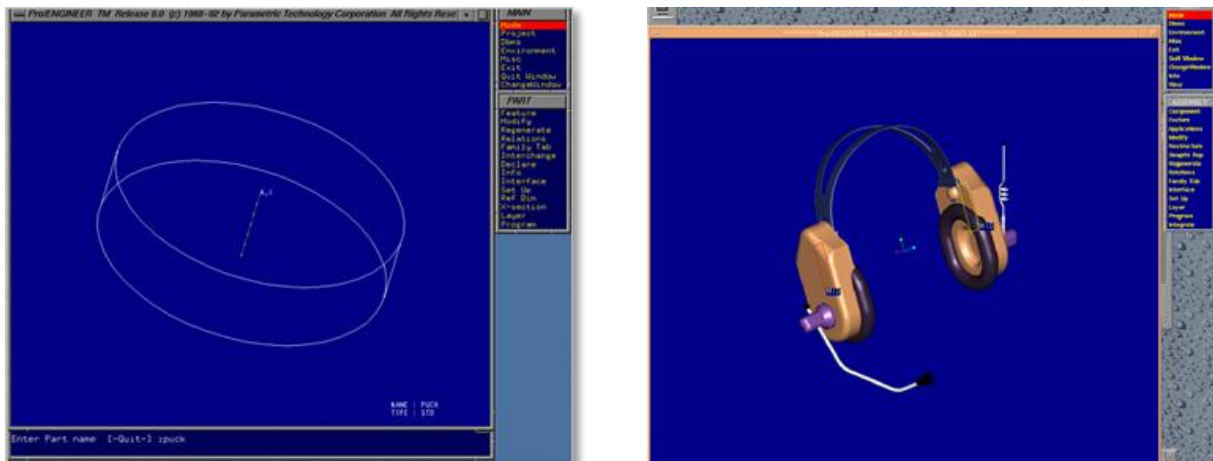 Pro/ENGINEER TM Release 9.0 (c) 1988-92 by Parametric Technology Corporation All Rights Rese
MAIN
Mode
Project
Dbms
Environment
Misc
Exit
Quit Window
ChangeWindow
PART
Feature
Modify
Regenerate
Relations
Family Tab
Interchange
Declare
Info
Interface
Set Up
Ref Dim
X-section
Layer
Program
A_1
NAME : PUCK
TYPE : STD
Enter Part name [-Quit-] :puck
Mode
Dbms
Environment
Misc
Exit
Quit Window
ChangeWindow
Info
View
ASSEMBLY
Component
Feature
Applications
Modify
Restructure
Simplfd Rep
Regenerate
Relations
Family Tab
Interface
Set Up
Layer
Program
Integrate